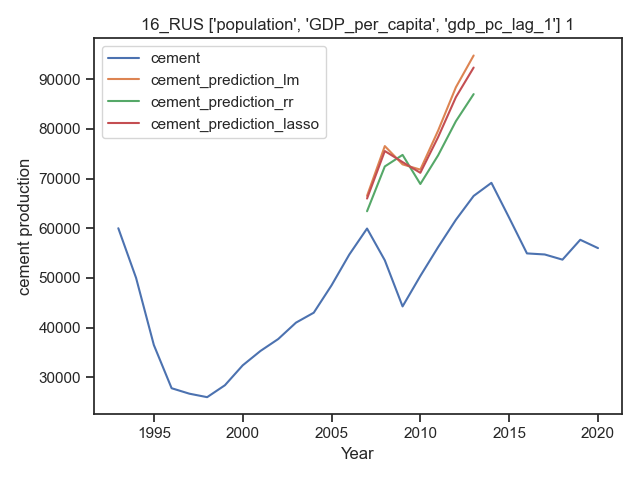 16_RUS ['population', 'GDP_per_capita', 'gdp_pc_lag_1'] 1
cement
cement_prediction_lm
cement_prediction_rr
cement_prediction_lasso
90000
80000
70000
60000
50000
40000
30000
cement production
1995
2000
2005
2010
2015
2020
Year